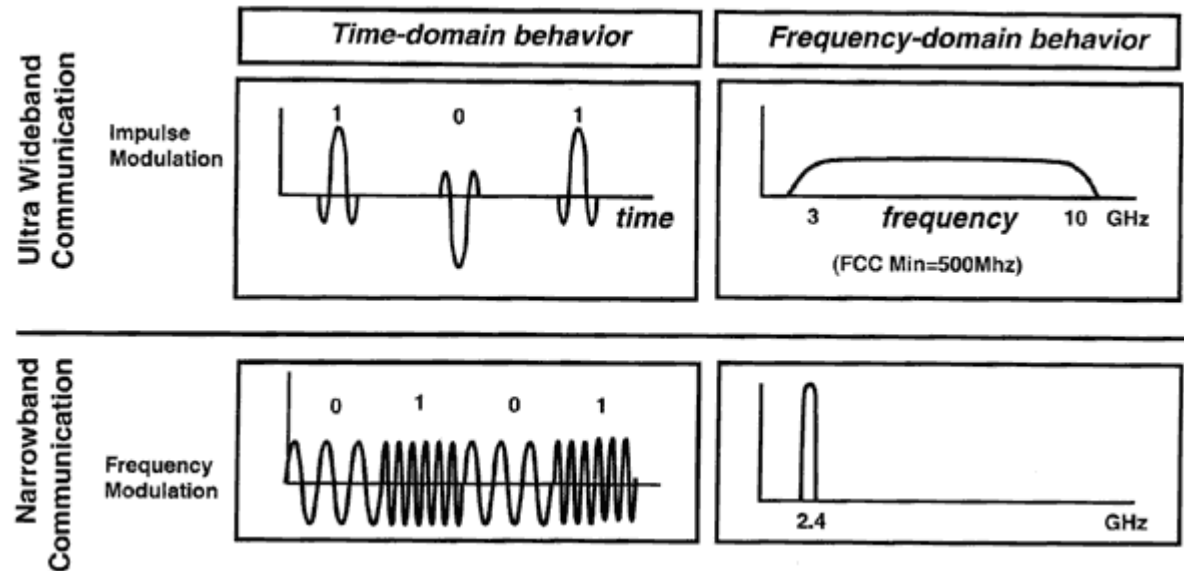 Time-domain behavior
Frequency-domain behavior
Ultra Wideband
Communication
Impulse
Modulation
1 0 1
time
3 frequency 10 GHz
(FCC Min=500Mhz)
Narrowband
Communication
Frequency
Modulation
0 1 0 1
2.4 GHz